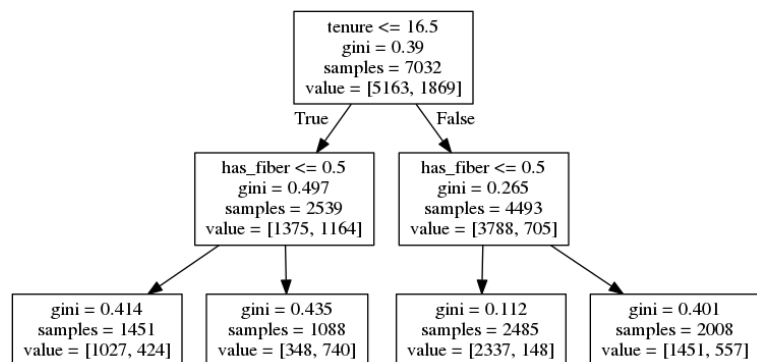 tenure <= 16.5
gini = 0.39
samples = 7032
value = [5163, 1869]
True
False
has_fiber <= 0.5
gini = 0.497
samples = 2539
value = [1375, 1164]
has_fiber <= 0.5
gini = 0.265
samples = 4493
value = [3788, 705]
gini = 0.414
samples = 1451
value = [1027, 424]
gini = 0.435
samples = 1088
value = [348, 740]
gini = 0.112
samples = 2485
value = [2337, 148]
gini = 0.401
samples = 2008
value = [1451, 557]